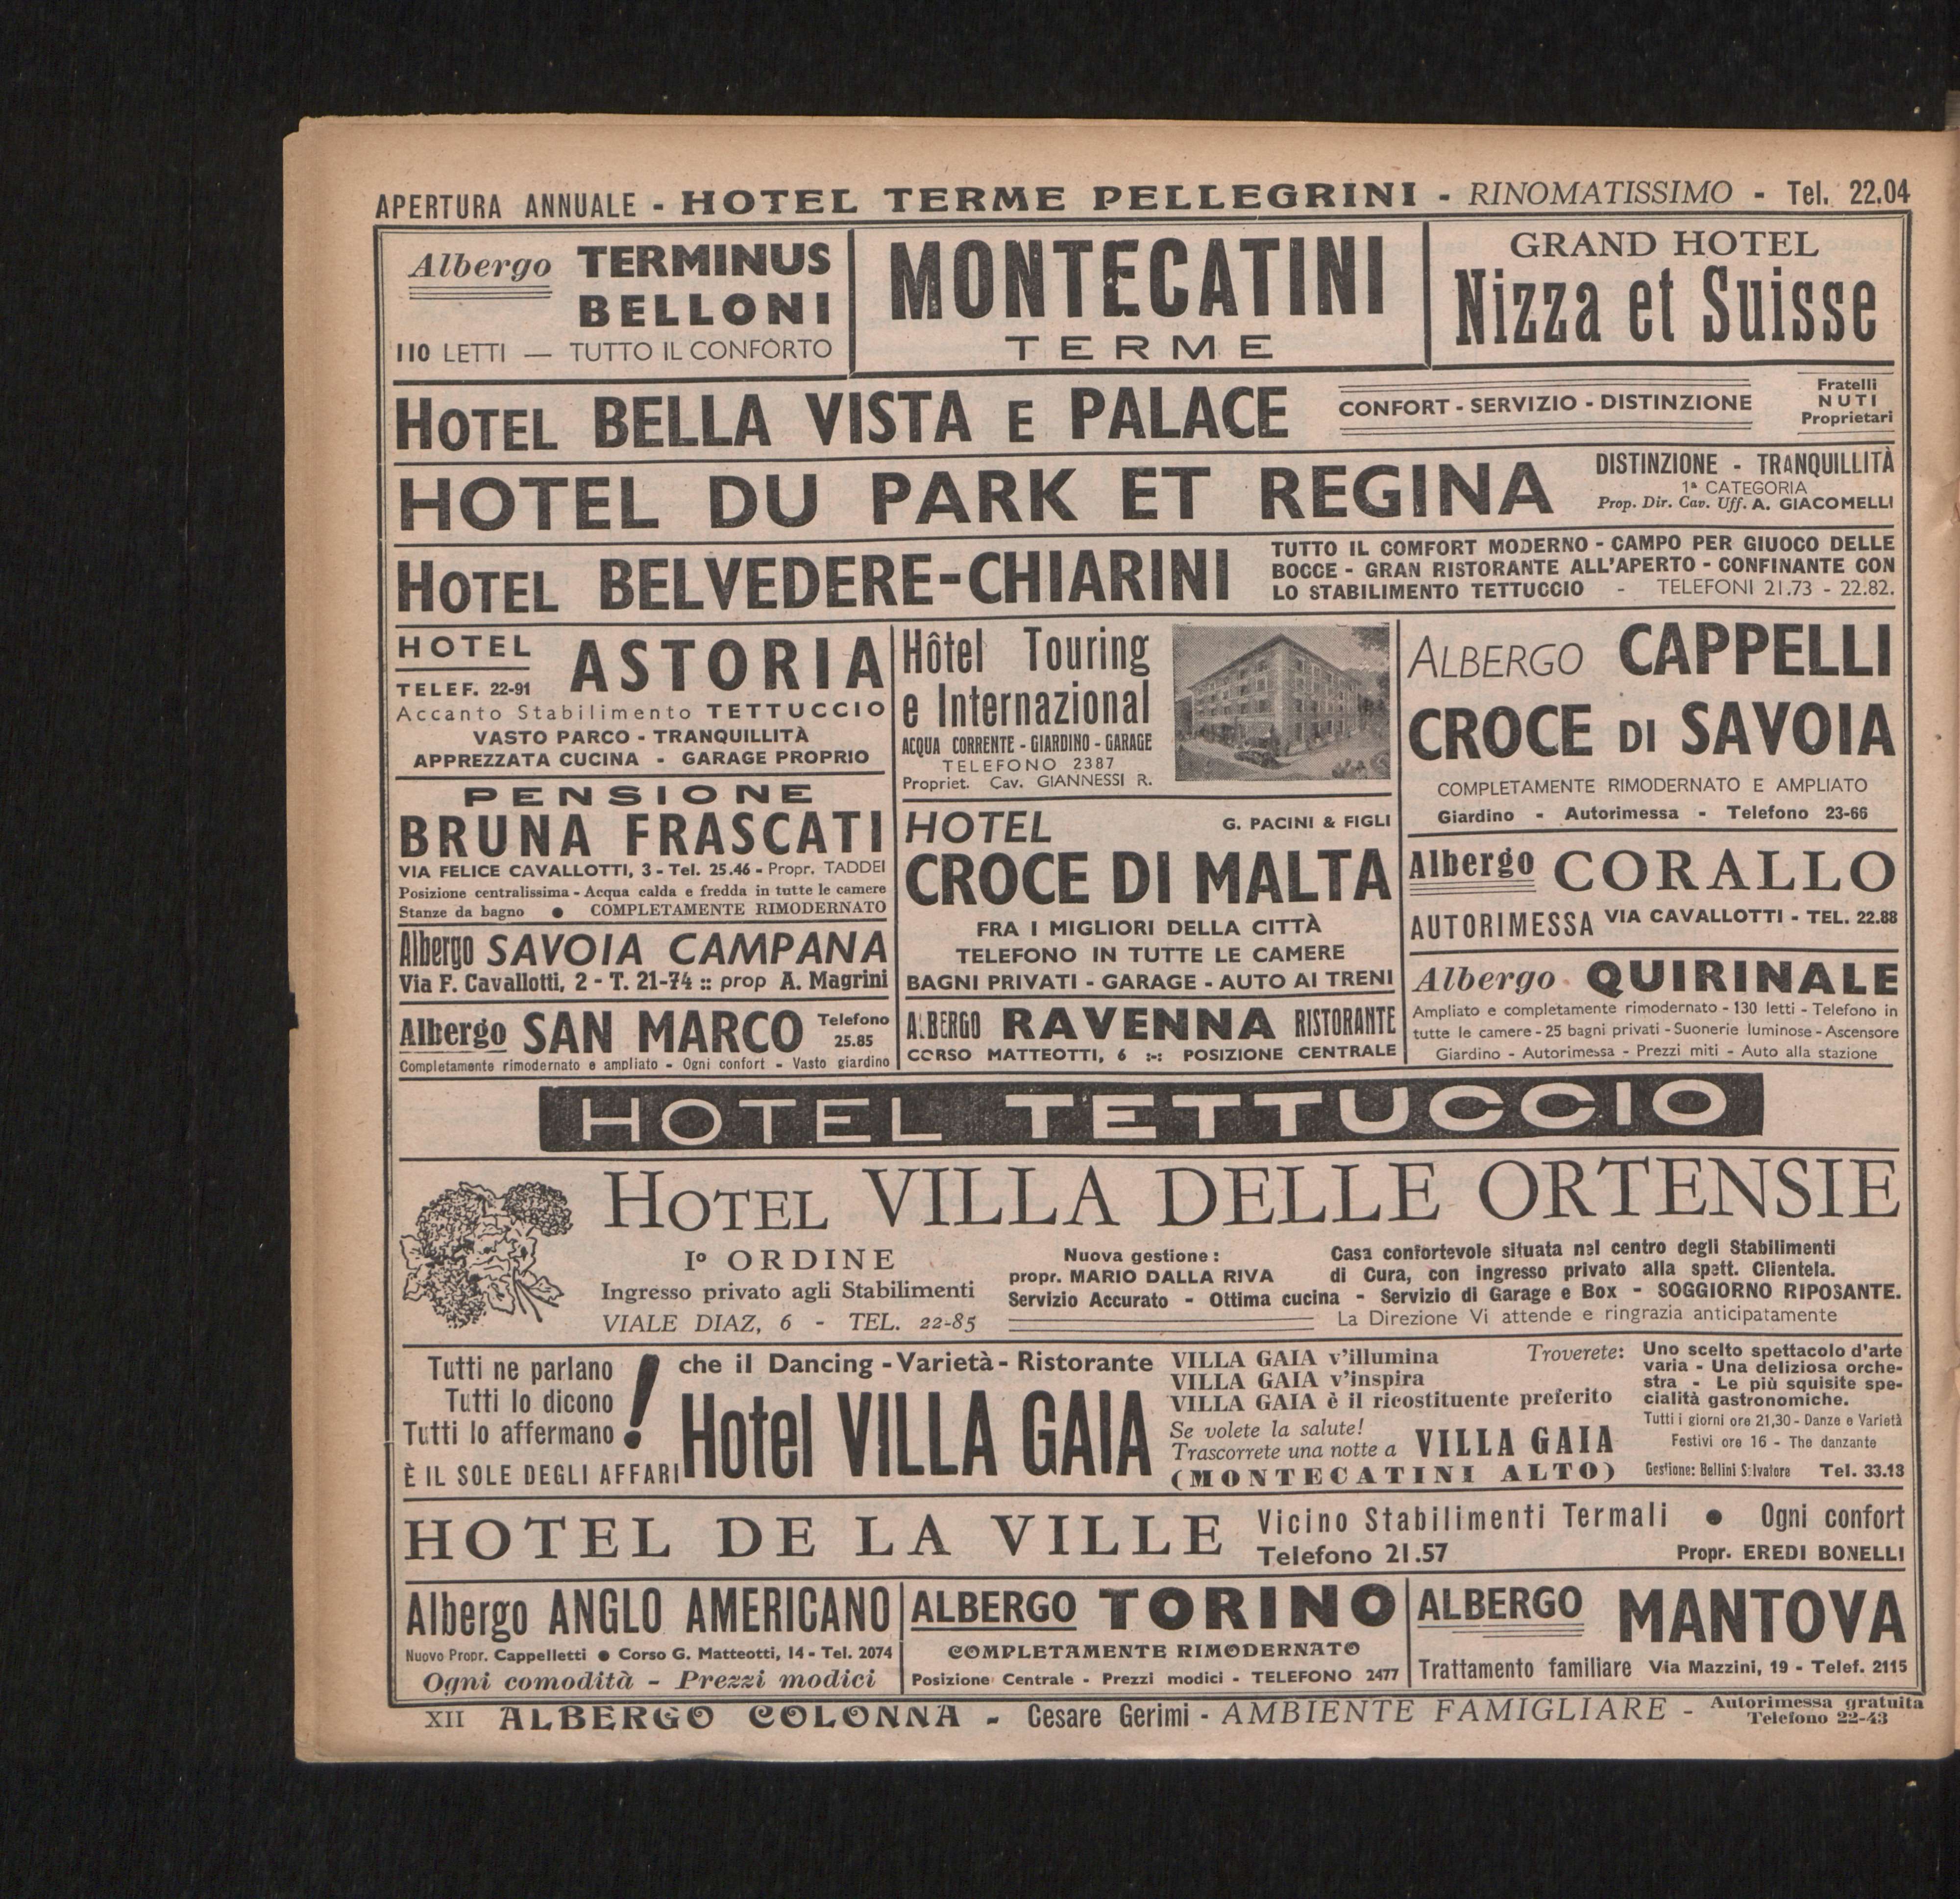 APERTURA ANNUALE - HOTEL TERME PELLEGRINI - RINOMATISSIMO - Tel. 22.04
Albergo TERMINUS
BELLONI
110 LETTI — TUTTO IL CONFORTO
MONTECATINI
TERME
GRAND HOTEL
Nizza et Suisse
HOTEL BELLA VISTA E PALACE
CONFORT - SERVIZIO - DISTINZIONE
Fratelli
NUTI
Proprietari
HOTEL DU PARK ET REGINA
DISTINZIONE - TRANQUILLITÀ
1ª CATEGORIA
Prop. Dir. Cav. Uff. A. GIACOMELLI
HOTEL BELVEDERE-CHIARINI
TUTTO IL COMFORT MODERNO - CAMPO PER GIUOCO DELLE
BOCCE - GRAN RISTORANTE ALL'APERTO - CONFINANTE CON
LO STABILIMENTO TETTUCCIO - TELEFONI 21.73 - 22.82.
HOTEL ASTORIA
TELEF. 22-91
Accanto Stabilimento TETTUCCIO
VASTO PARCO - TRANQUILLITÀ
APPREZZATA CUCINA - GARAGE PROPRIO
PENSIONE
BRUNA FRASCATI
VIA FELICE CAVALLOTTI, 3 - Tel. 25.46 - Propr. TADDEI
Posizione centralissima - Acqua calda e fredda in tutte le camere
Stanze da bagno ● COMPLETAMENTE RIMODERNATO
Albergo SAVOIA CAMPANA
Via F. Cavallotti, 2 - T. 21-74 :: prop A. Magrini
Albergo SAN MARCO Telefono
25.85
Completamente rimodernato e ampliato - Ogni confort - Vasto giardino
Hôtel Touring
e Internazional
ACQUA CORRENTE - GIARDINO - GARAGE
TELEFONO 2387
Propriet. Cav. GIANNESSI R.
HOTEL G. PACINI & FIGLI
CROCE DI MALTA
FRA I MIGLIORI DELLA CITTÀ
TELEFONO IN TUTTE LE CAMERE
BAGNI PRIVATI - GARAGE - AUTO AI TRENI
ALBERGO RAVENNA RISTORANTE
CORSO MATTEOTTI, 6 :-: POSIZIONE CENTRALE
ALBERGO CAPPELLI
CROCE DI SAVOIA
COMPLETAMENTE RIMODERNATO E AMPLIATO
Giardino - Autorimessa - Telefono 23-66
Albergo CORALLO
AUTORIMESSA VIA CAVALLOTTI - TEL. 22.88
Albergo QUIRINALE
Ampliato e completamente rimodernato - 130 letti - Telefono in
tutte le camere - 25 bagni privati - Suonerie luminose - Ascensore
Giardino - Autorimessa - Prezzi miti - Auto alla stazione
HOTEL TETTUCCIO
HOTEL VILLA DELLE ORTENSIE
Iº ORDINE
Ingresso privato agli Stabilimenti
VIALE DIAZ, 6 - TEL. 22-85
Nuova gestione: Casa confortevole situata nel centro degli Stabilimenti
propr. MARIO DALLA RIVA di Cura, con ingresso privato alla spett. Clientela.
Servizio Accurato - Ottima cucina - Servizio di Garage e Box - SOGGIORNO RIPOSANTE.
La Direzione Vi attende e ringrazia anticipatamente
Tutti ne parlano
Tutti lo dicono
Tutti lo affermano !
È IL SOLE DEGLI AFFARI
che il Dancing - Varietà - Ristorante
Hotel VILLA GAIA
VILLA GAIA v'illumina
VILLA GAIA v'inspira
VILLA GAIA è il ricostituente preferito
Se volete la salute!
Trascorrete una notte a VILLA GAIA
(MONTECATINI ALTO)
Troverete: Uno scelto spettacolo d'arte
varia - Una deliziosa orche-
stra - Le più squisite spe-
cialità gastronomiche.
Tutti i giorni ore 21,30 - Danze e Varietà
Festivi ore 16 - The danzante
Gestione: Bellini Salvatore Tel. 33.13
HOTEL DE LA VILLE
Vicino Stabilimenti Termali ● Ogni confort
Telefono 21.57 Propr. EREDI BONELLI
Albergo ANGLO AMERICANO
Nuovo Propr. Cappelletti ● Corso G. Matteotti, 14 - Tel. 2074
Ogni comodità - Prezzi modici
ALBERGO TORINO
COMPLETAMENTE RIMODERNATO
Posizione Centrale - Prezzi modici - TELEFONO 2477
ALBERGO MANTOVA
Trattamento familiare Via Mazzini, 19 - Telef. 2115
XII ALBERGO COLONNA - Cesare Gerimi - AMBIENTE FAMIGLIARE - Autorimessa gratuita
Telefono 22-43